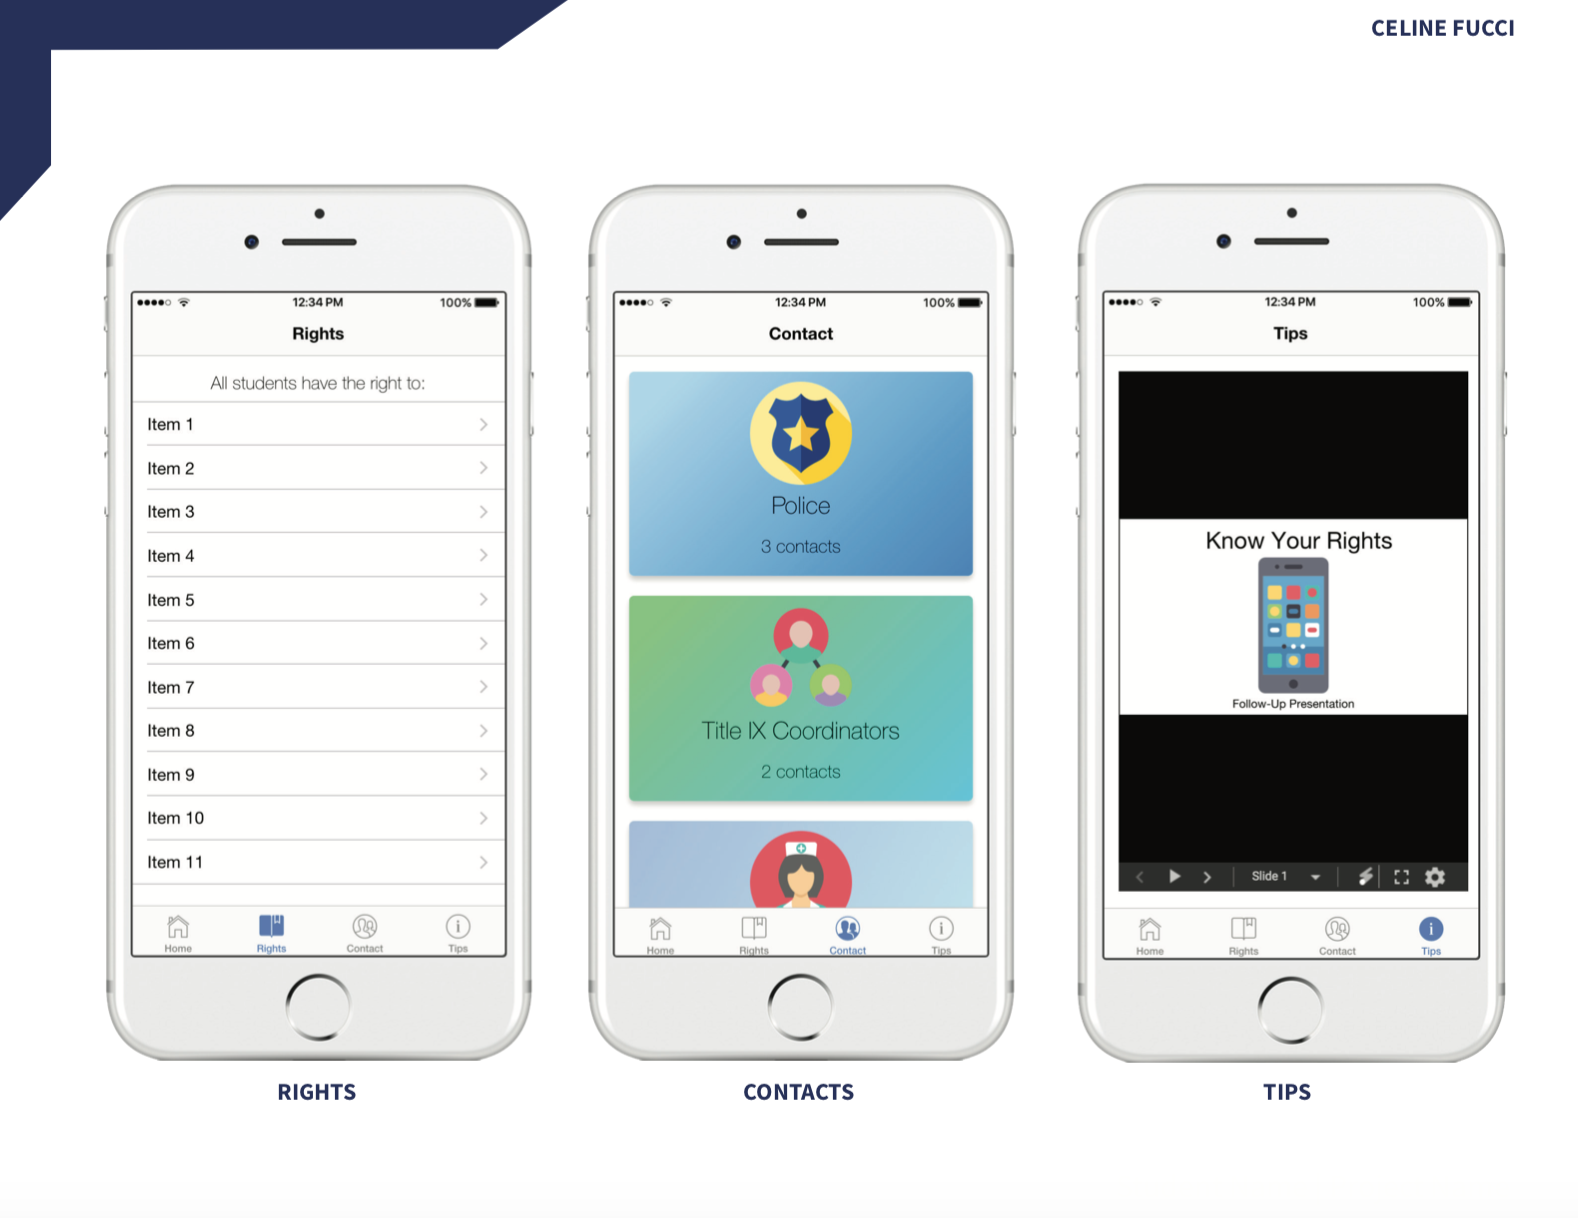 CELINE FUCCI
12:34 PM
100%
Rights
All students have the right to:
Item 1
Item 2
Item 3
Item 4
Item 5
Item 6
Item 7
Item 8
Item 9
Item 10
Item 11
Home
Rights
Contact
Tips
RIGHTS
12:34 PM
100%
Contact
Police
3 contacts
Title IX Coordinators
2 contacts
Home
Rights
Contact
Tips
CONTACTS
12:34 PM
100%
Tips
Know Your Rights
Follow-Up Presentation
Slide 1
Home
Rights
Contact
Tips
TIPS